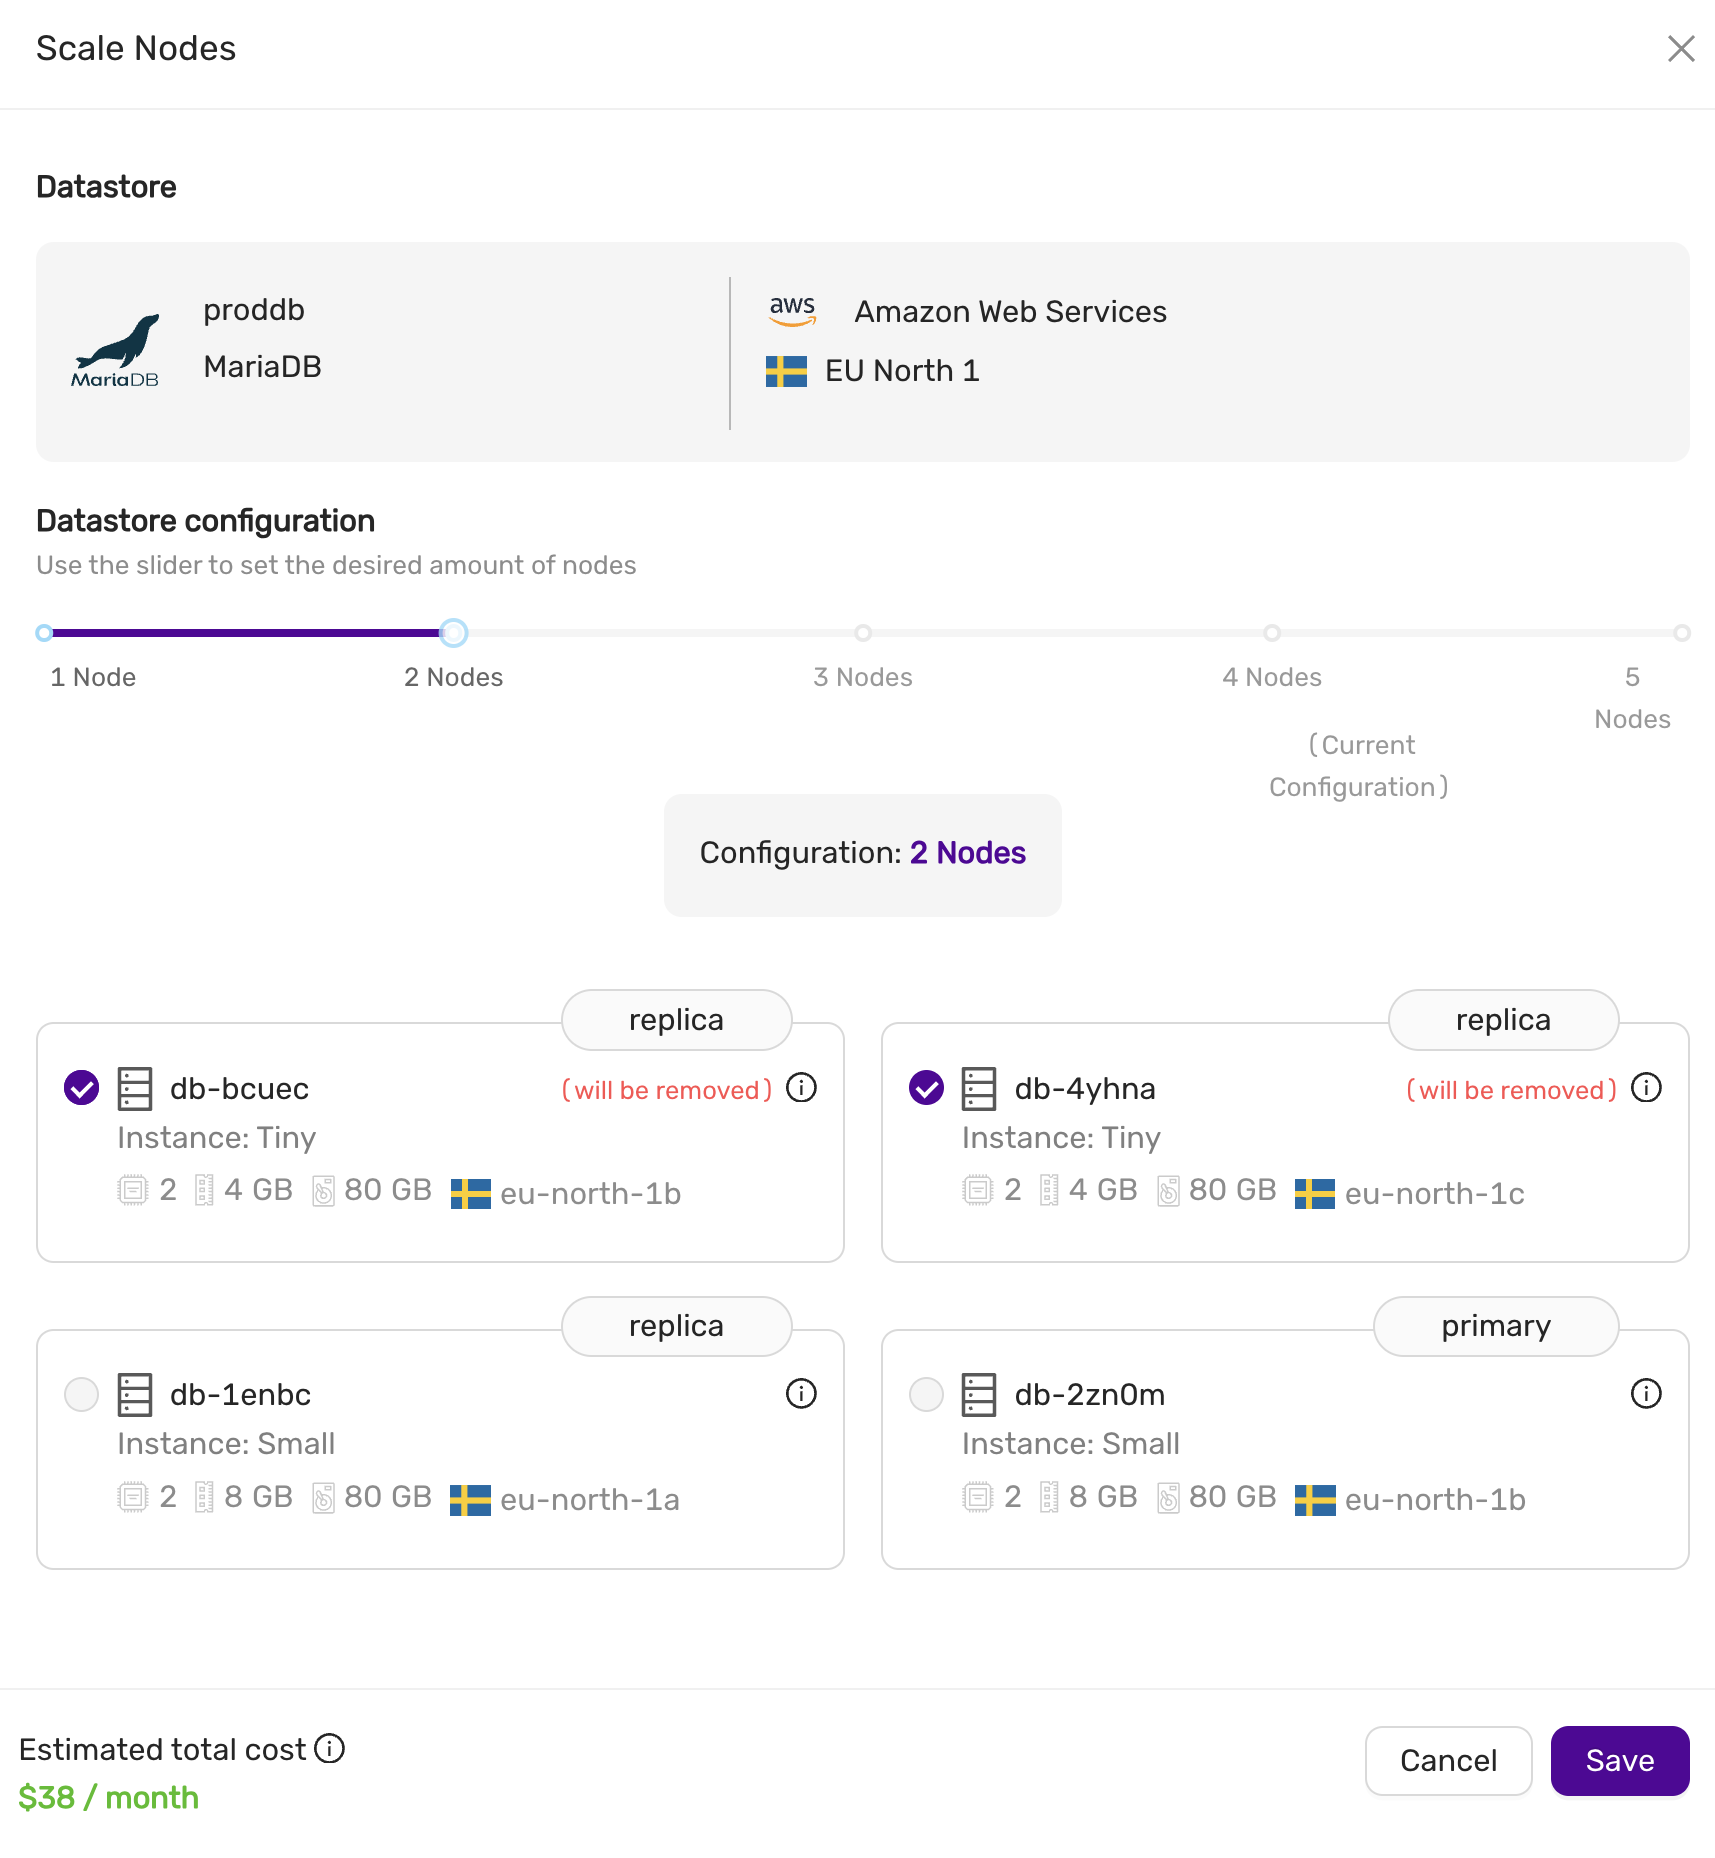 Scale Nodes
Datastore
MariaDB
proddb
MariaDB
aws
Amazon Web Services
EU North 1
Datastore configuration
Use the slider to set the desired amount of nodes
1 Node
2 Nodes
3 Nodes
4 Nodes
(Current
Configuration)
5
Nodes
Configuration: 2 Nodes
replica
db-bcuec
(will be removed)
Instance: Tiny
2 4 GB 80 GB eu-north-1b
replica
db-4yhna
(will be removed)
Instance: Tiny
2 4 GB 80 GB eu-north-1c
replica
db-1enbc
Instance: Small
2 8 GB 80 GB eu-north-1a
primary
db-2zn0m
Instance: Small
2 8 GB 80 GB eu-north-1b
Estimated total cost
$38 / month
Cancel
Save